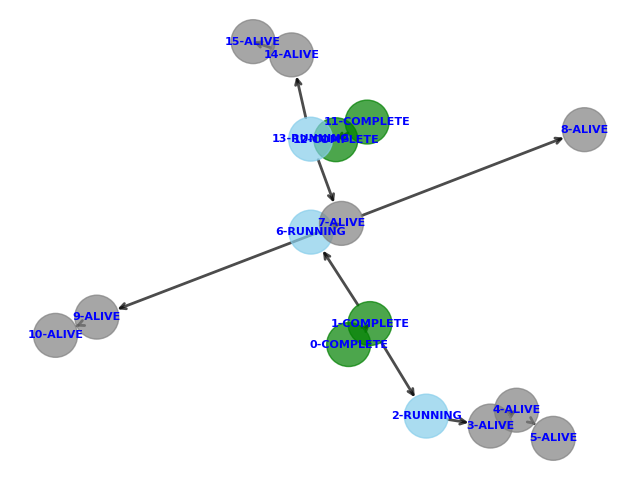 15-ALIVE
14-ALIVE
11-COMPLETE
8-ALIVE
13-RUNNING
12-COMPLETE
7-ALIVE
6-RUNNING
9-ALIVE
1-COMPLETE
10-ALIVE
0-COMPLETE
4-ALIVE
2-RUNNING
3-ALIVE
5-ALIVE